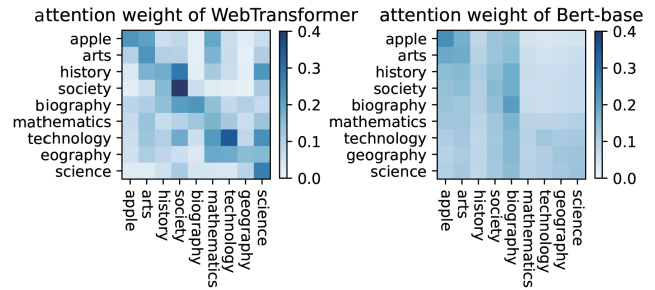 attention weight of WebTransformer
apple
arts
history
society
biography
mathematics
technology
eography
science
apple
arts
history
society
biography
mathematics
technology
geography
science
0.4
0.3
0.2
0.1
0.0
attention weight of Bert-base
apple
arts
history
society
biography
mathematics
technology
geography
science
apple
arts
history
society
biography
mathematics
technology
geography
science
0.4
0.3
0.2
0.1
0.0